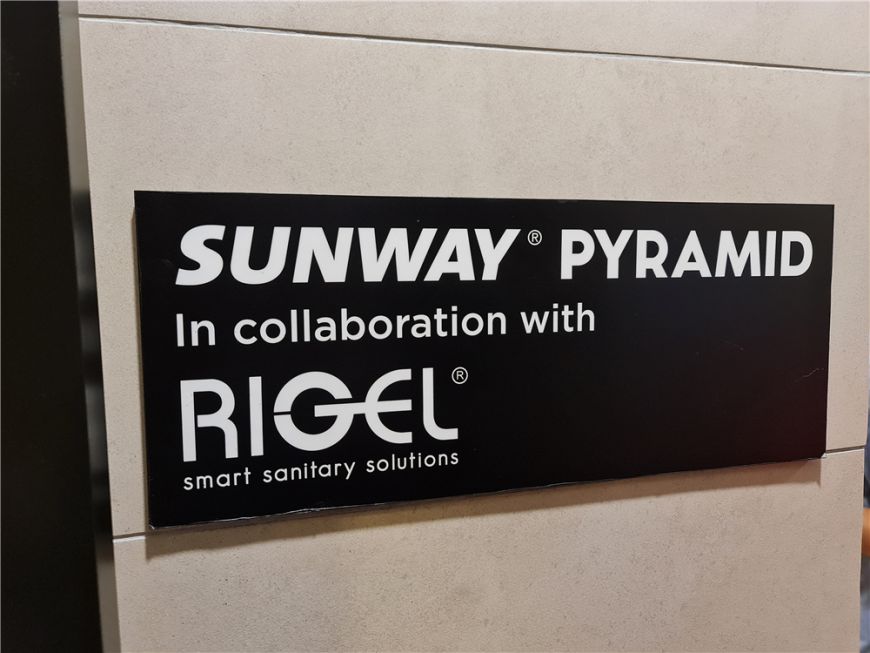 SUNWAY® PYRAMID
In collaboration with
RIGEL®
smart sanitary solutions